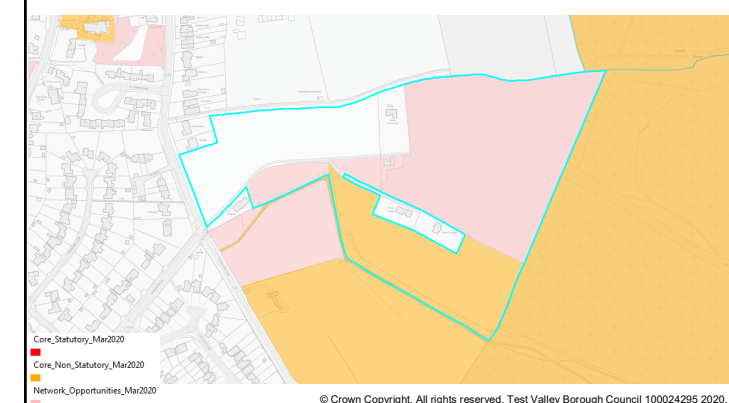 Core_Statutory_Mar2020
Core_Non_Statutory_Mar2020
Network_Opportunities_Mar2020
© Crown Copyright. All rights reserved. Test Valley Borough Council 100024295 2020.